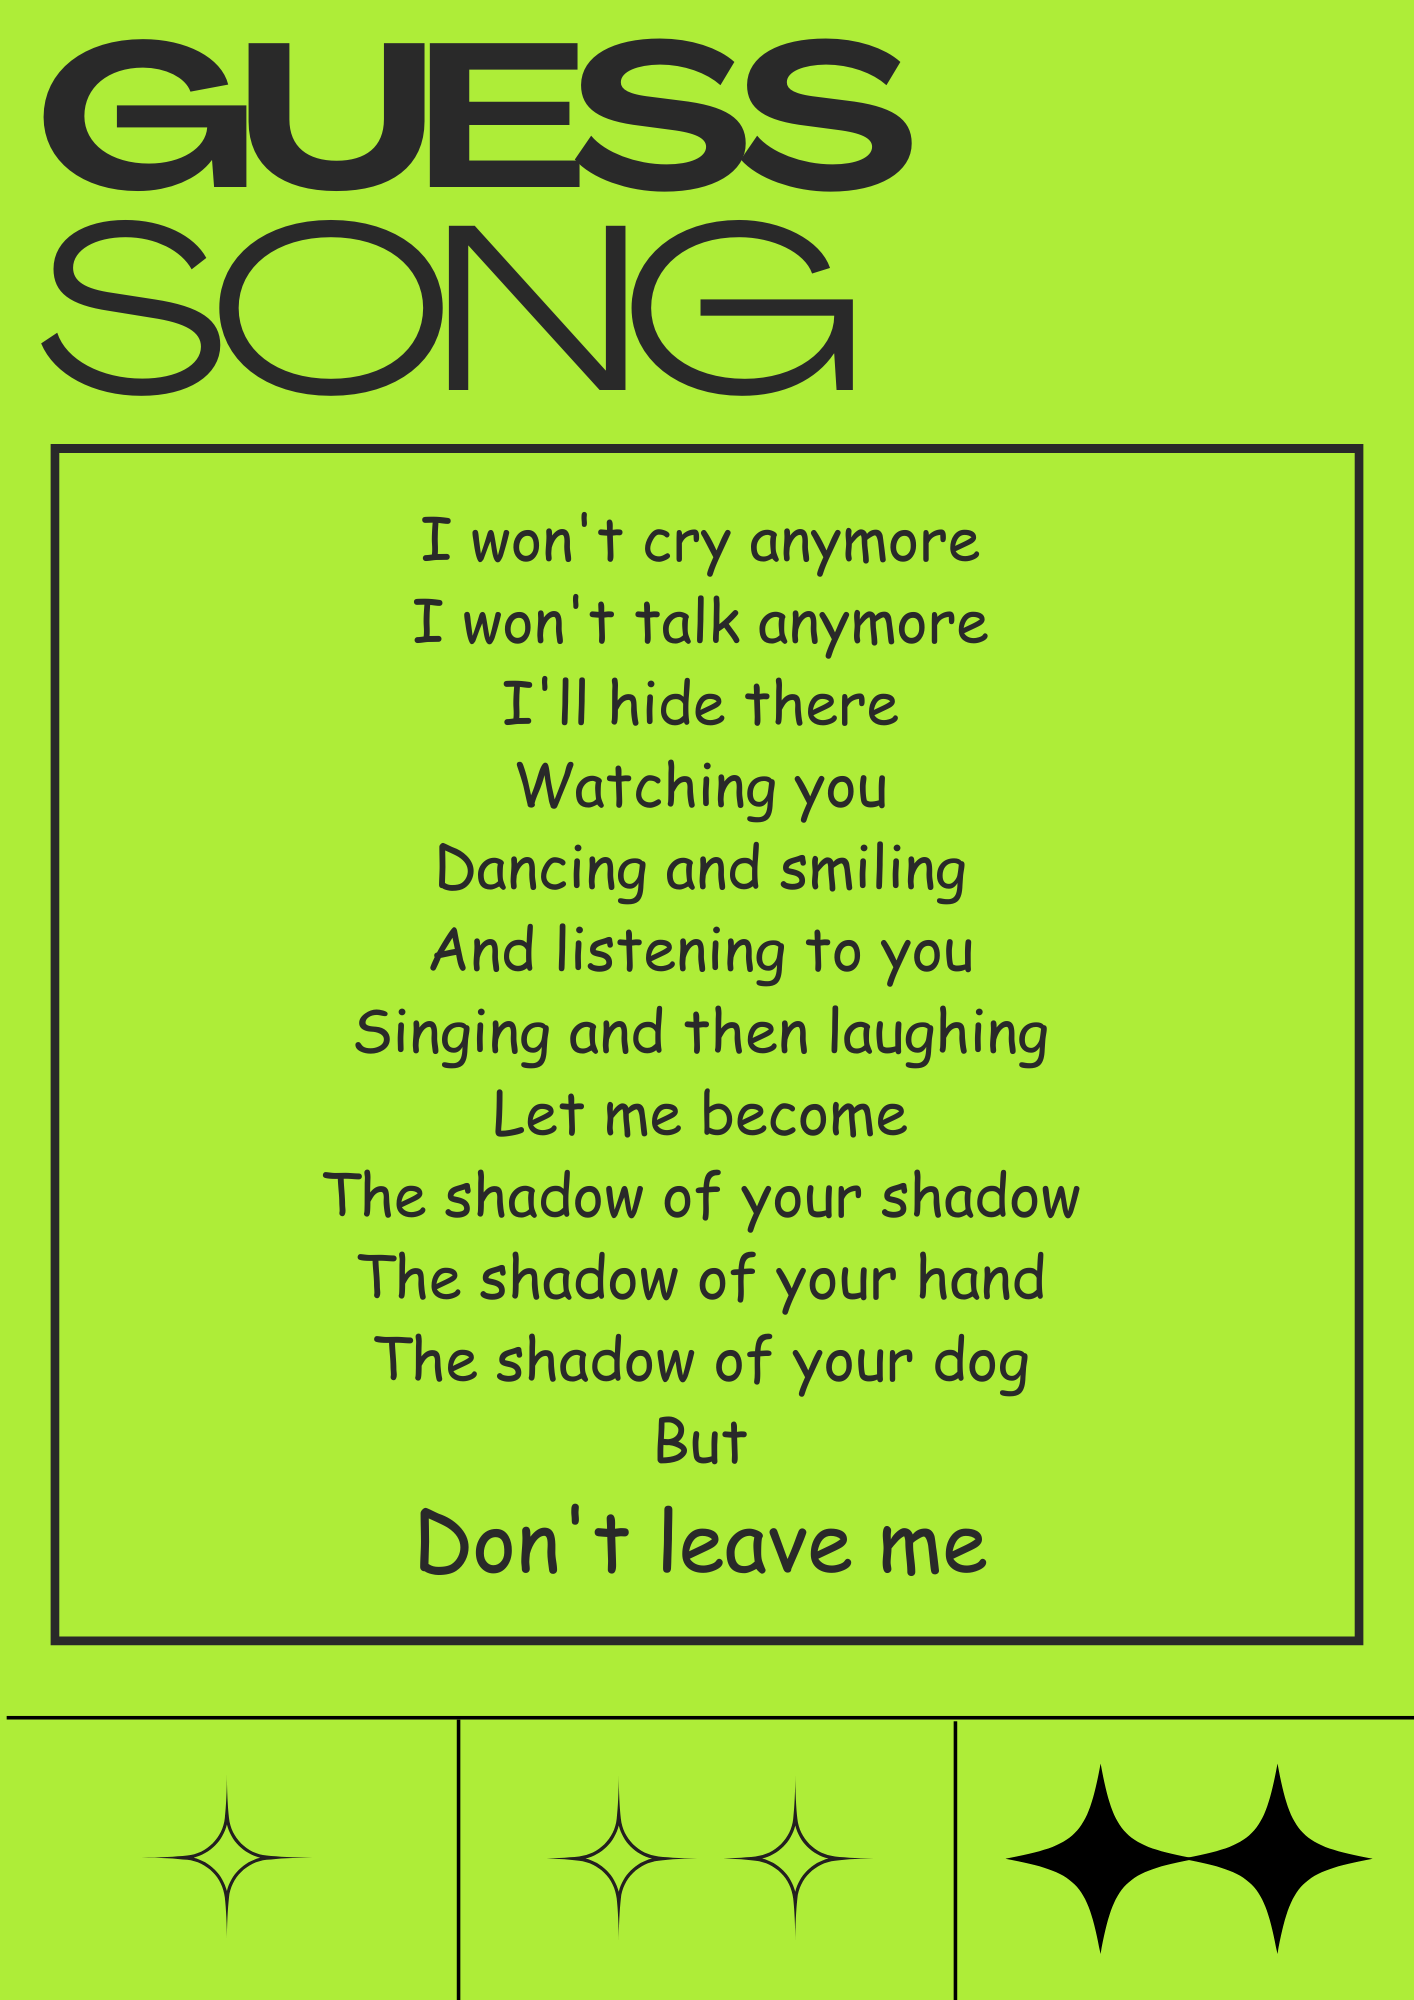 GUESS
SONG
I won't cry anymore
I won't talk anymore
I'll hide there
Watching you
Dancing and smiling
And listening to you
Singing and then laughing
Let me become
The shadow of your shadow
The shadow of your hand
The shadow of your dog
But
Don't leave me